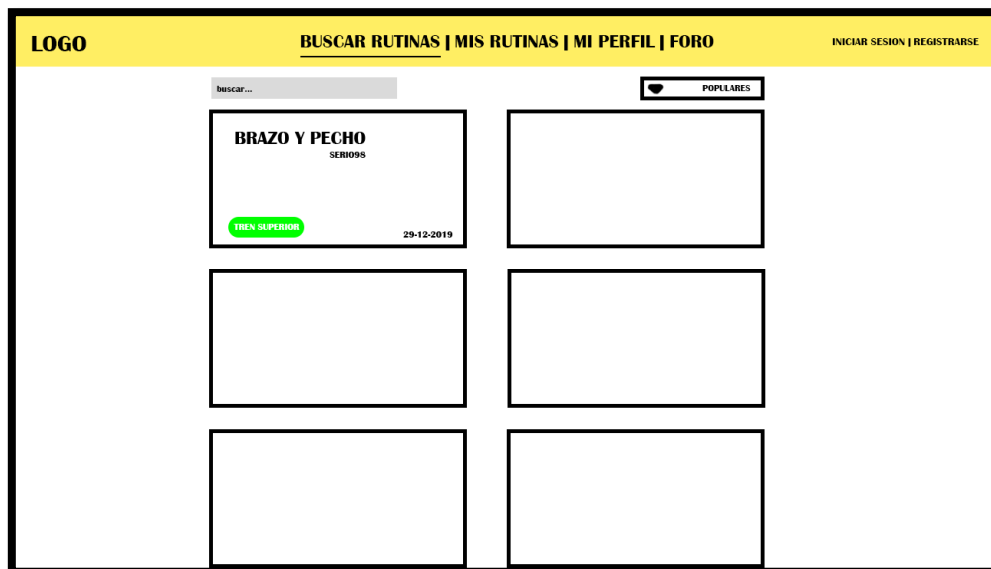 LOGO
BUSCAR RUTINAS | MIS RUTINAS | MI PERFIL | FORO
INICIAR SESION | REGISTRARSE
buscar...
POPULARES
BRAZO Y PECHO
SERIO98
TREN SUPERIOR
29-12-2019